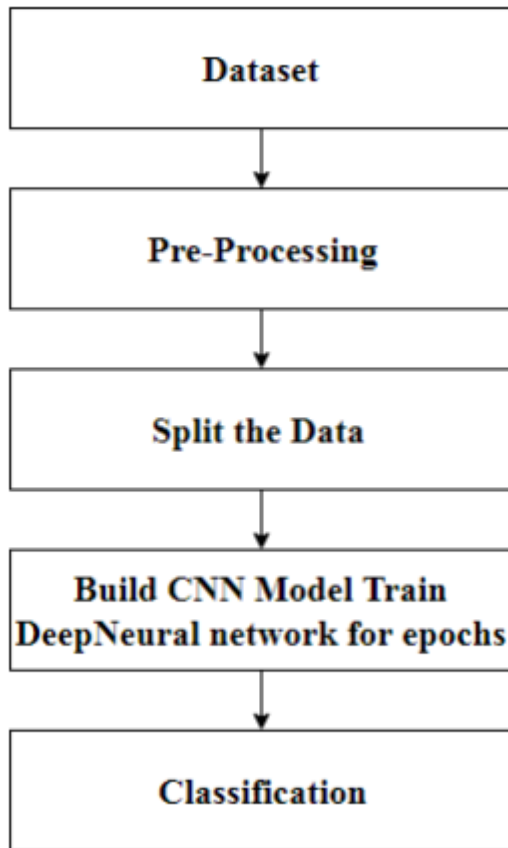 Dataset
Pre-Processing
Split the Data
Build CNN Model Train
DeepNeural network for epochs
Classification